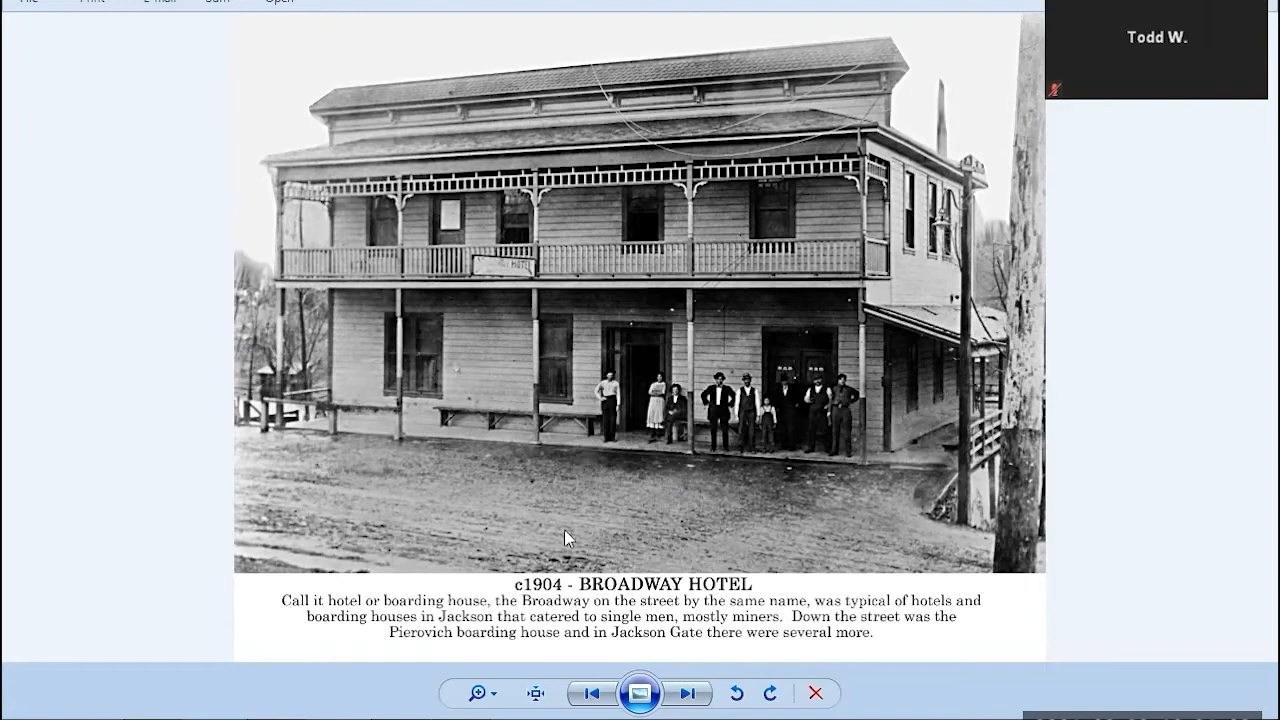 Todd W.
HOTEL
c1904 - BROADWAY HOTEL
Call it hotel or boarding house, the Broadway on the street by the same name, was typical of hotels and
boarding houses in Jackson that catered to single men, mostly miners. Down the street was the
Pierovich boarding house and in Jackson Gate there were several more.